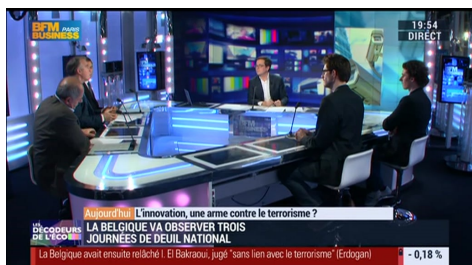 BFM
BUSINESS
PARIS
19:54
DIRECT
Aujourd'hui L'innovation, une arme contre le terrorisme ?
LES
DÉCODEURS
DE L'ÉCO
LA BELGIQUE VA OBSERVER TROIS
JOURNÉES DE DEUIL NATIONAL
la Belgique avait ensuite relâché I. El Bakraoui, jugé "sans lien avec le terrorisme" (Erdogan)
- 0,18 %